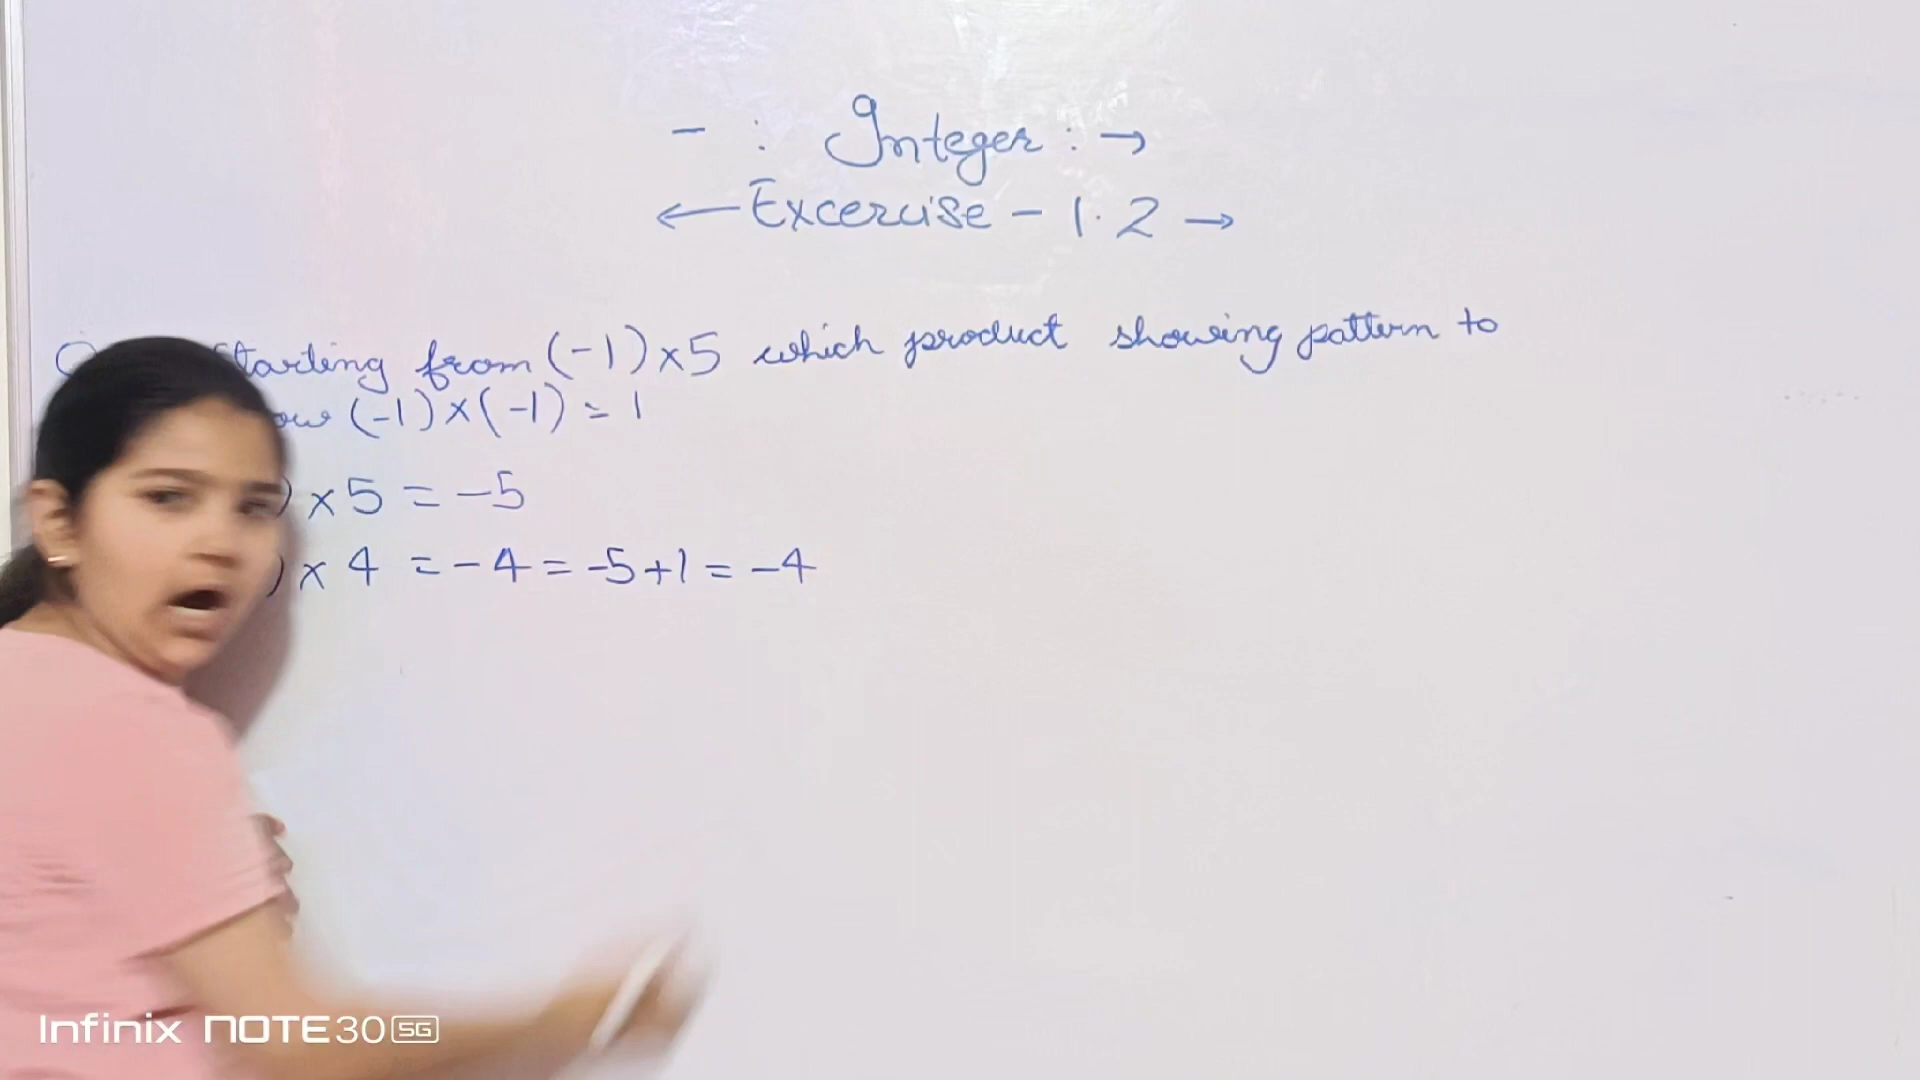 - : Integer : →
← Excercise - 1.2 →
Starting from (-1)×5 which product showing pattern to
(-1)×(-1) = 1
) ×5 = -5
) × 4 = -4 = -5+1 = -4
Infinix NOTE 30 5G